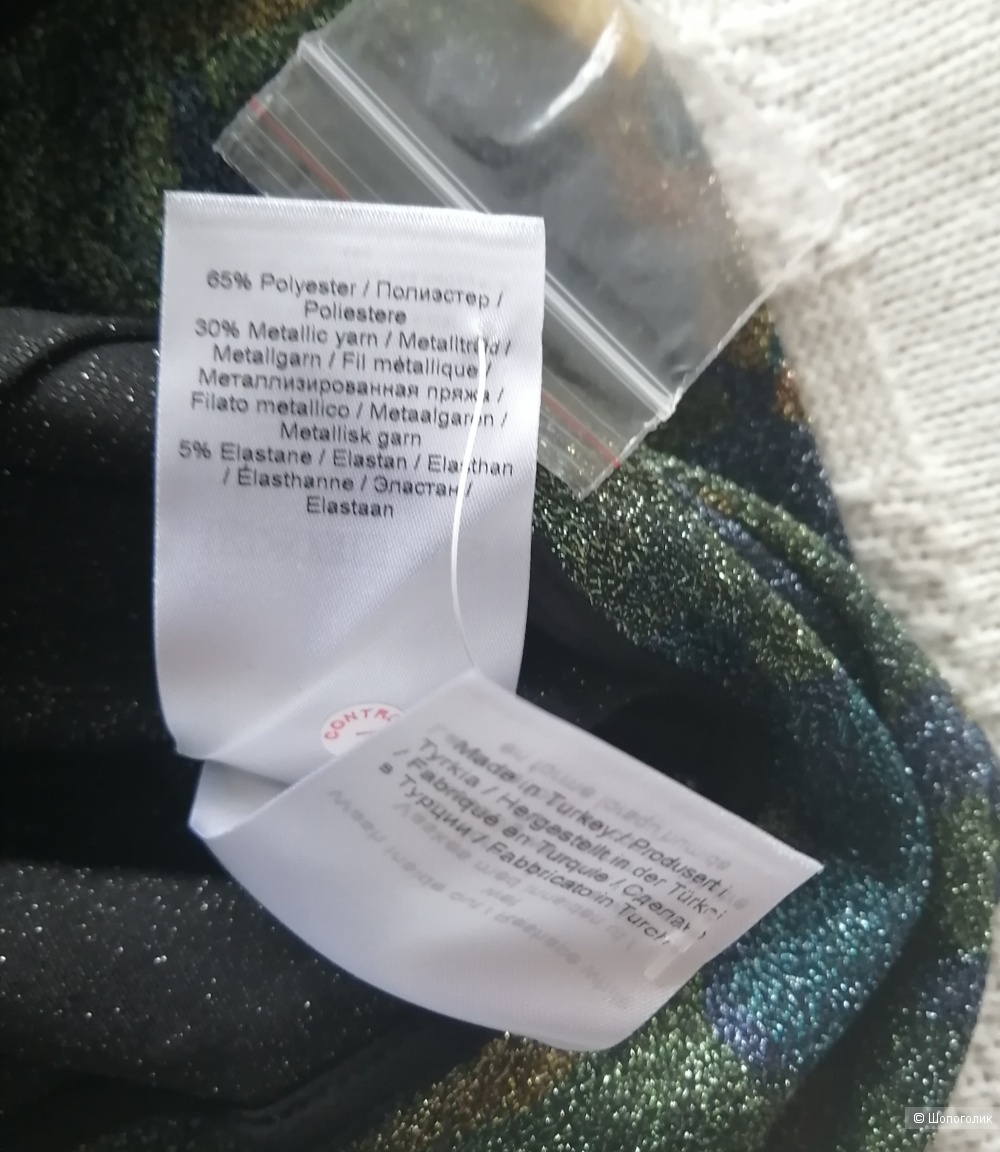 65% Polyester / Полиэстер /
Poliestere
30% Metallic yarn / Metalltråd /
Metallgarn / Fil métallique /
Металлизированная пряжа /
Filato metallico / Metaalgaren /
Metallisk garn
5% Elastane / Elastan / Elasthan
/ Élasthanne / Эластан /
Elastaan
CONTR
Made in Turkey / Produsert i
Tyrkia / Hergestellt in der Türkei
/ Fabriqué en Turquie / Сделано
в Турции / Fabbricato in Turch
© Шопоголик